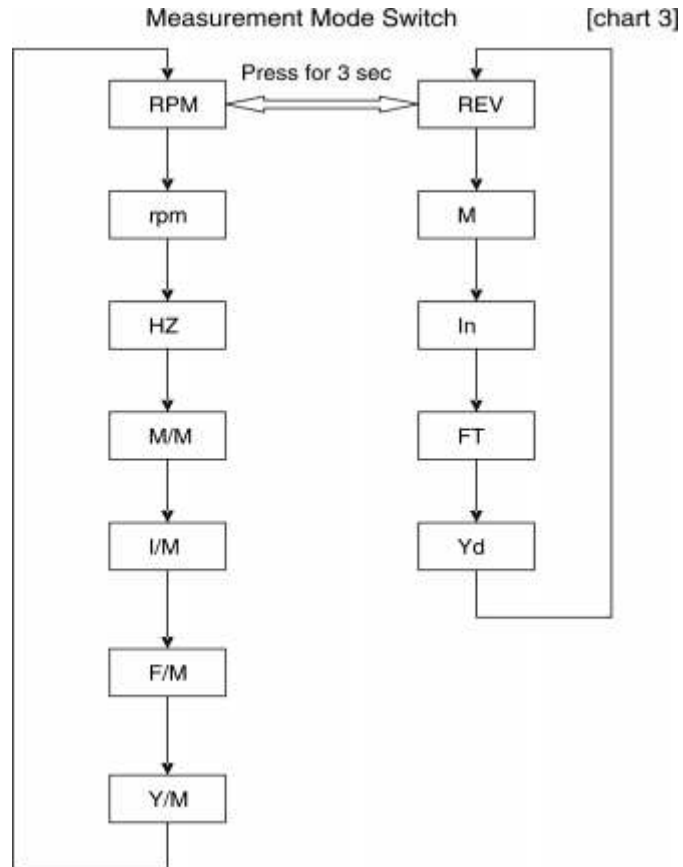 Measurement Mode Switch [chart 3]
Press for 3 sec
RPM
REV
rpm
M
HZ
In
M/M
FT
I/M
Yd
F/M
Y/M